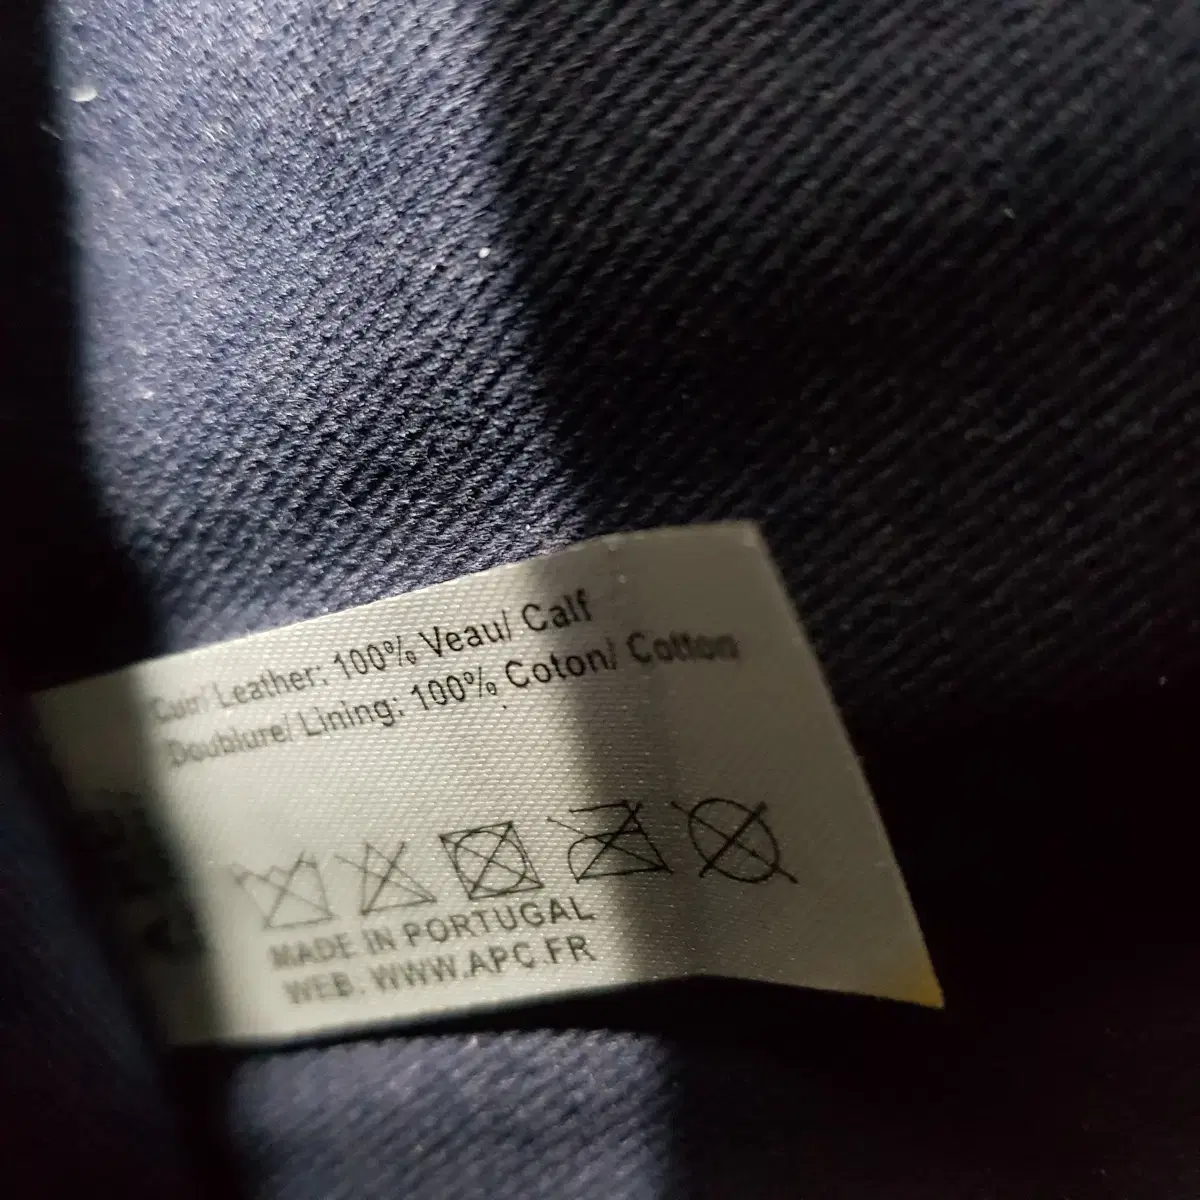 Cuir/ Leather: 100% Veau/ Calf
Doublure/ Lining: 100% Coton/ Cotton
MADE IN PORTUGAL
WEB. WWW.APC.FR